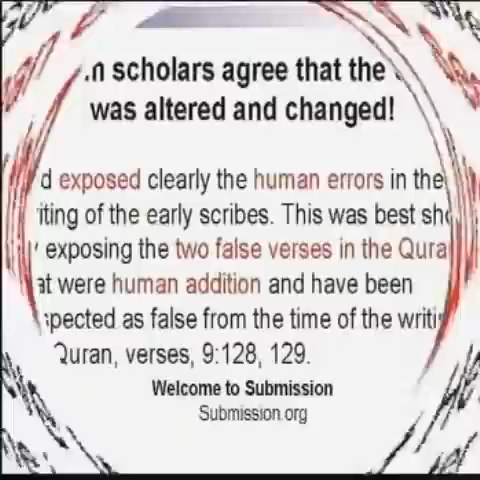 .n scholars agree that the
was altered and changed!
d exposed clearly the human errors in the
iting of the early scribes. This was best sho
exposing the two false verses in the Qura
at were human addition and have been
spected as false from the time of the writi
Quran, verses, 9:128, 129.
Welcome to Submission
Submission.org